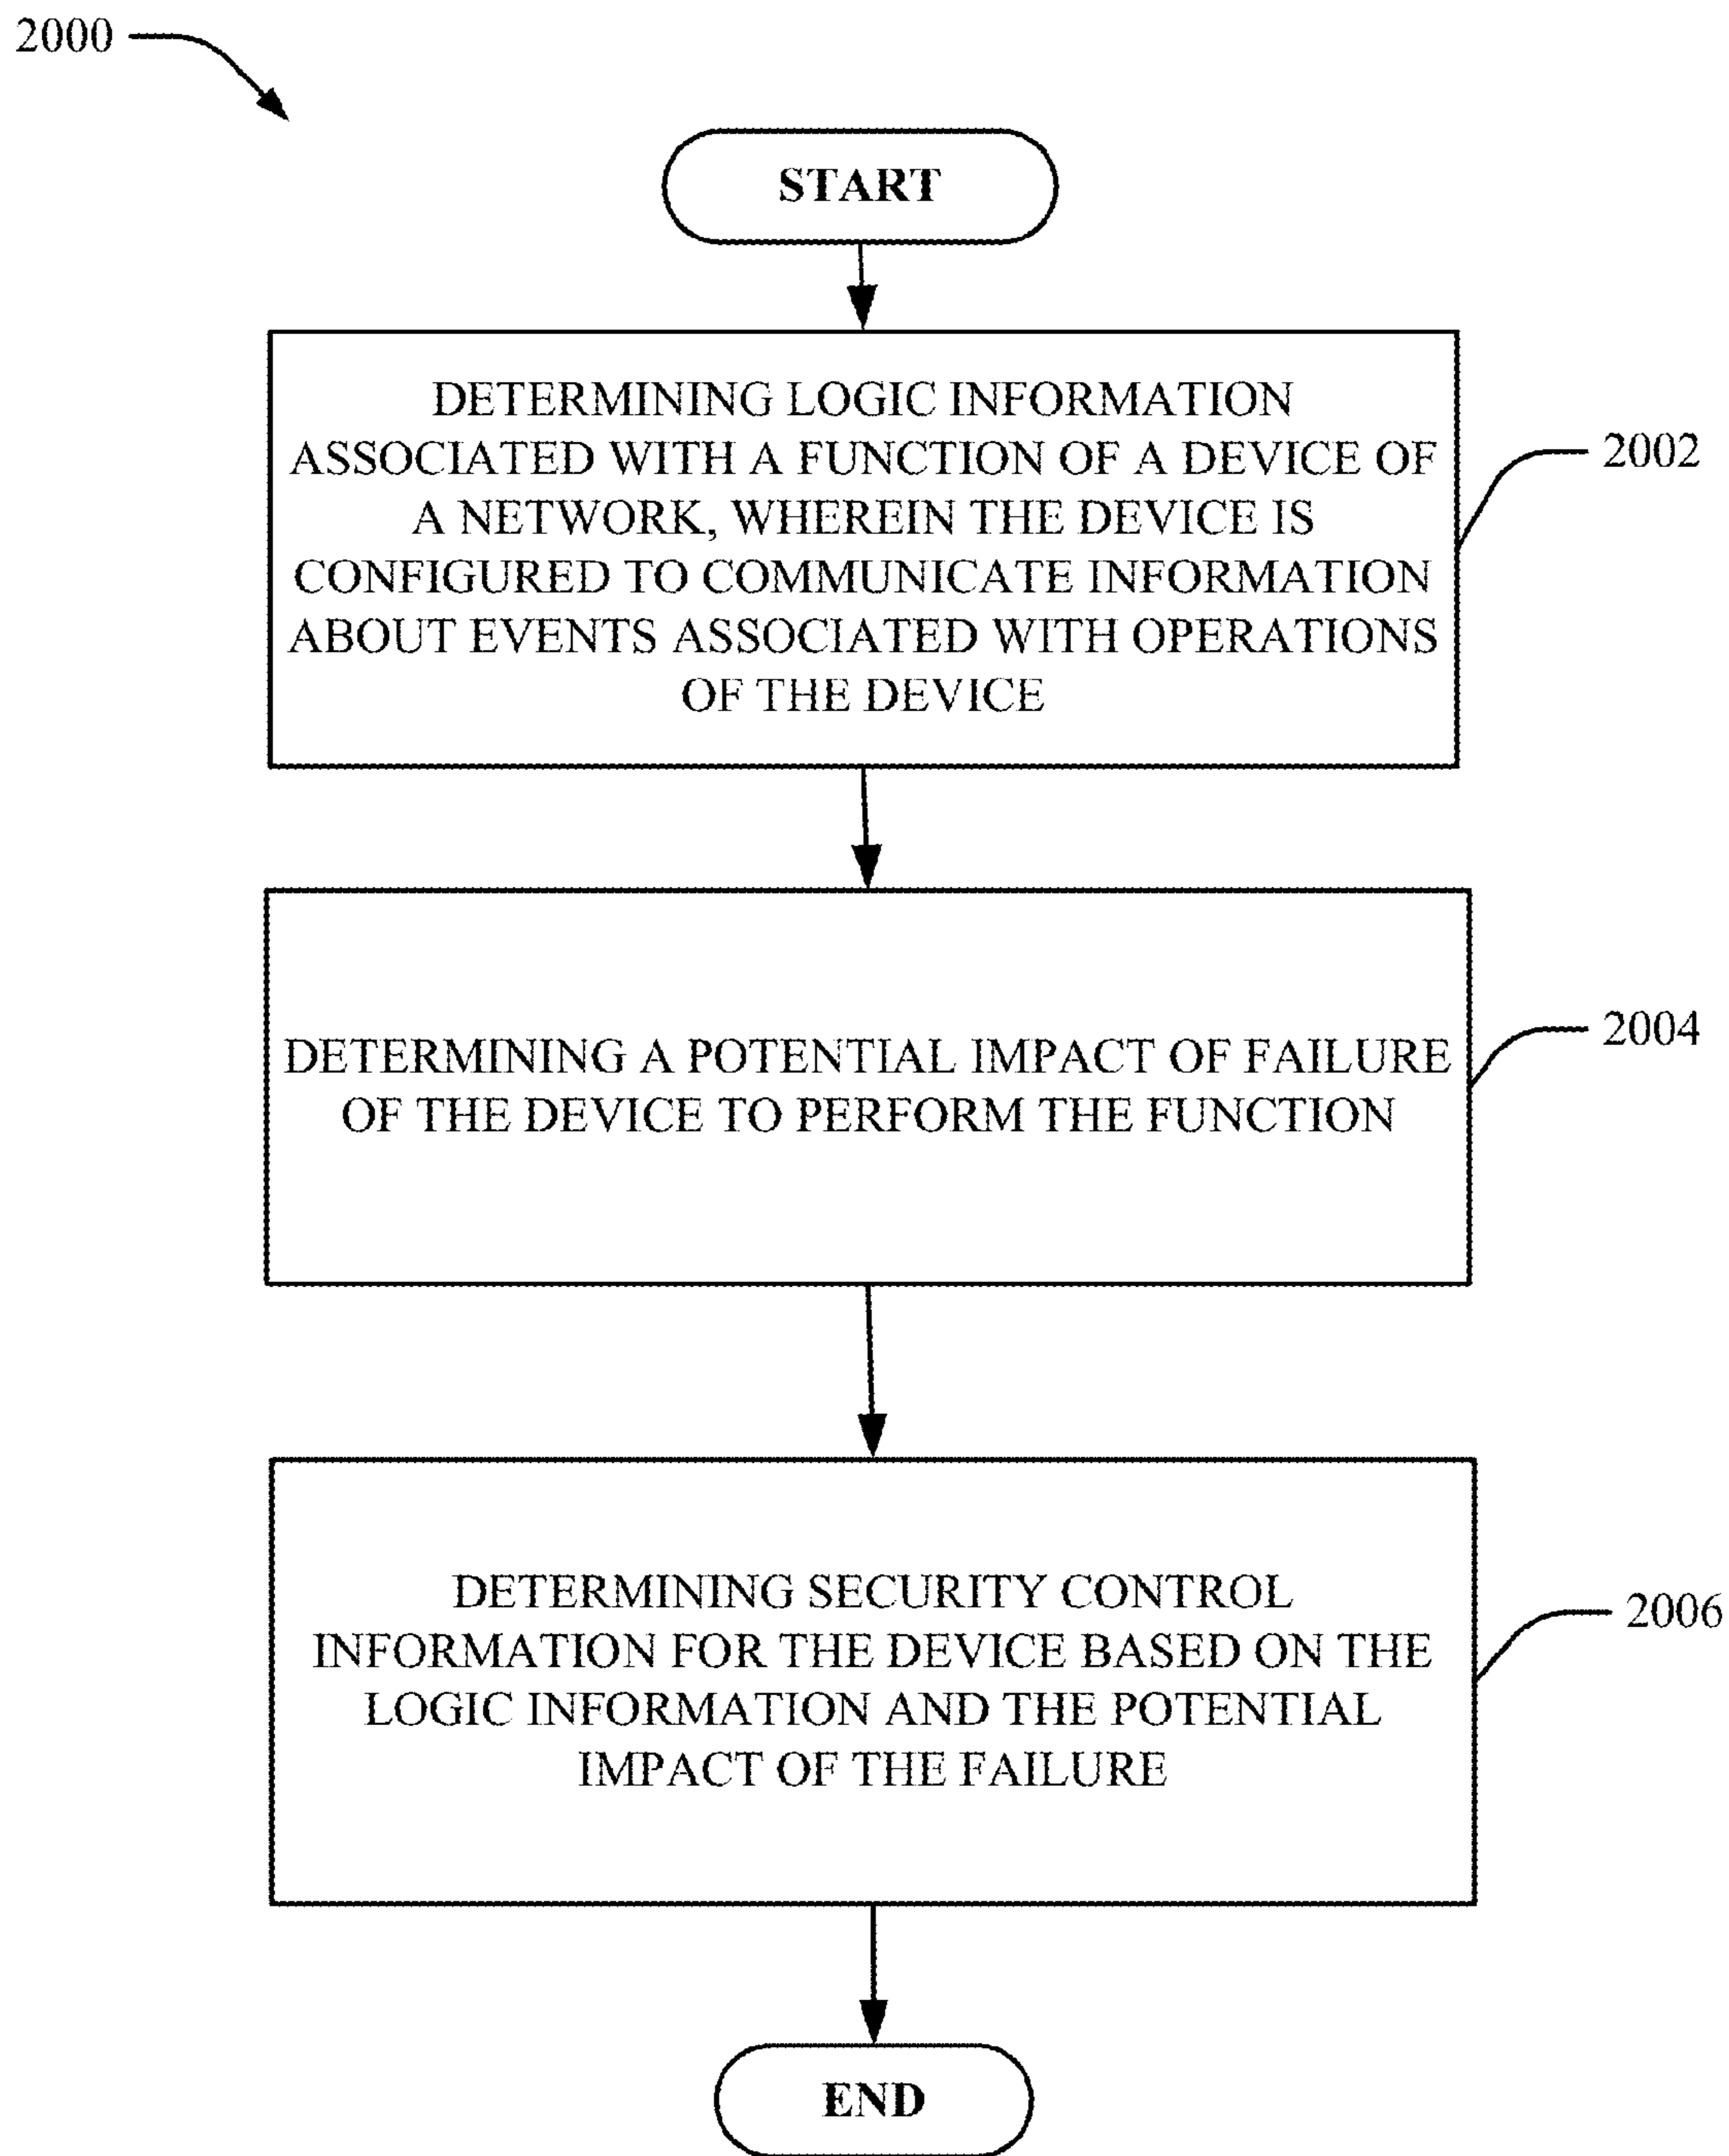 2000
START
DETERMINING LOGIC INFORMATION
ASSOCIATED WITH A FUNCTION OF A DEVICE OF
A NETWORK, WHEREIN THE DEVICE IS
CONFIGURED TO COMMUNICATE INFORMATION
ABOUT EVENTS ASSOCIATED WITH OPERATIONS
OF THE DEVICE
2002
DETERMINING A POTENTIAL IMPACT OF FAILURE
OF THE DEVICE TO PERFORM THE FUNCTION
2004
DETERMINING SECURITY CONTROL
INFORMATION FOR THE DEVICE BASED ON THE
LOGIC INFORMATION AND THE POTENTIAL
IMPACT OF THE FAILURE
2006
END